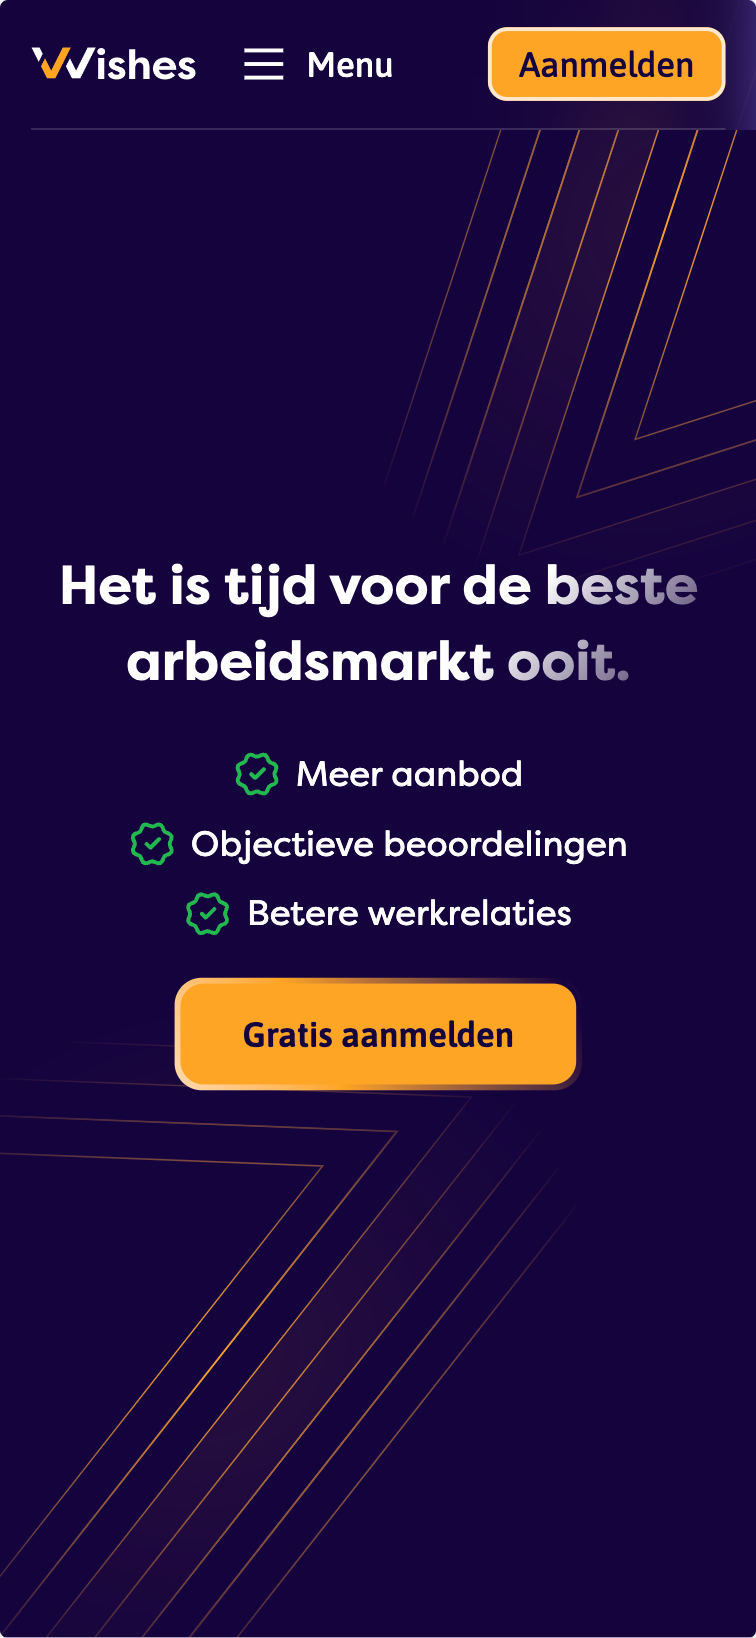 Wishes
Menu
Aanmelden
Het is tijd voor de beste
arbeidsmarkt ooit.
Meer aanbod
Objectieve beoordelingen
Betere werkrelaties
Gratis aanmelden